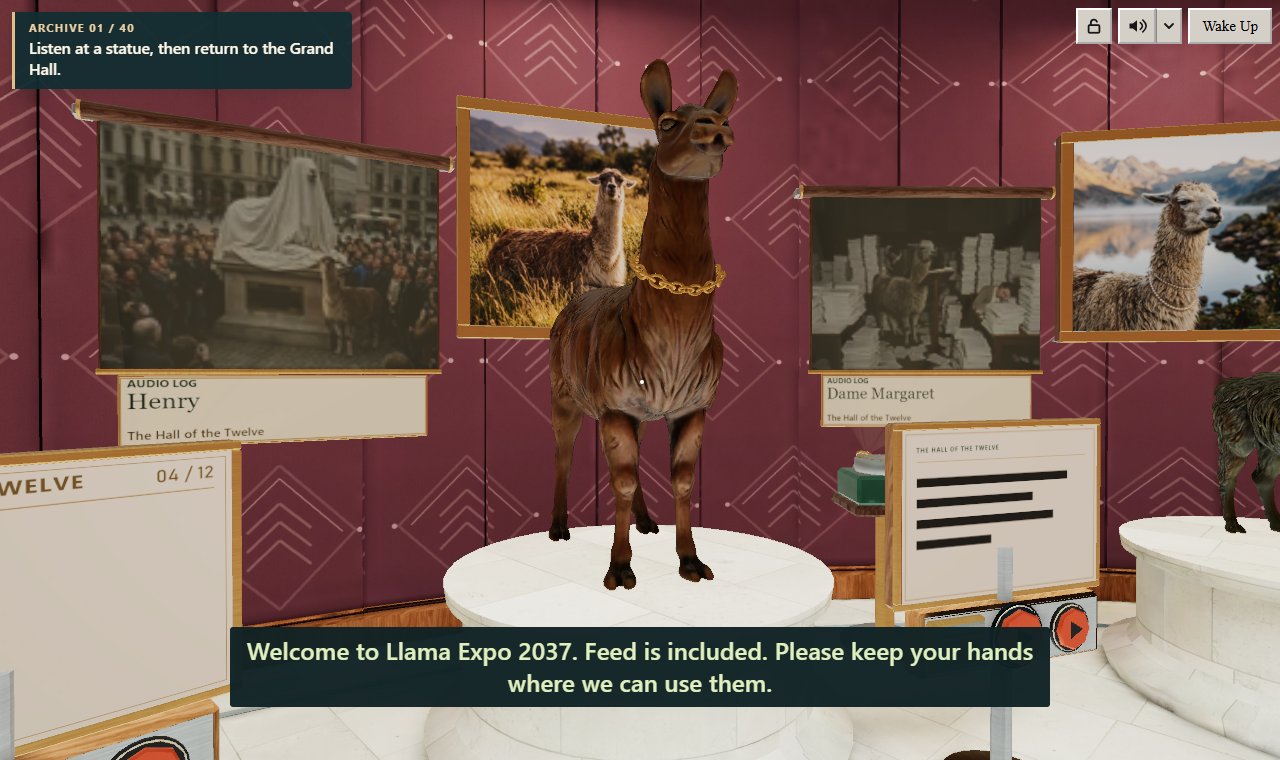 ARCHIVE 01 / 40
Listen at a statue, then return to the Grand
Hall.
Wake Up
AUDIO LOG
Henry
The Hall of the Twelve
AUDIO LOG
Dame Margaret
The Hall of the Twelve
WELVE 04 / 12
THE HALL OF THE TWELVE
Welcome to Llama Expo 2037. Feed is included. Please keep your hands
where we can use them.